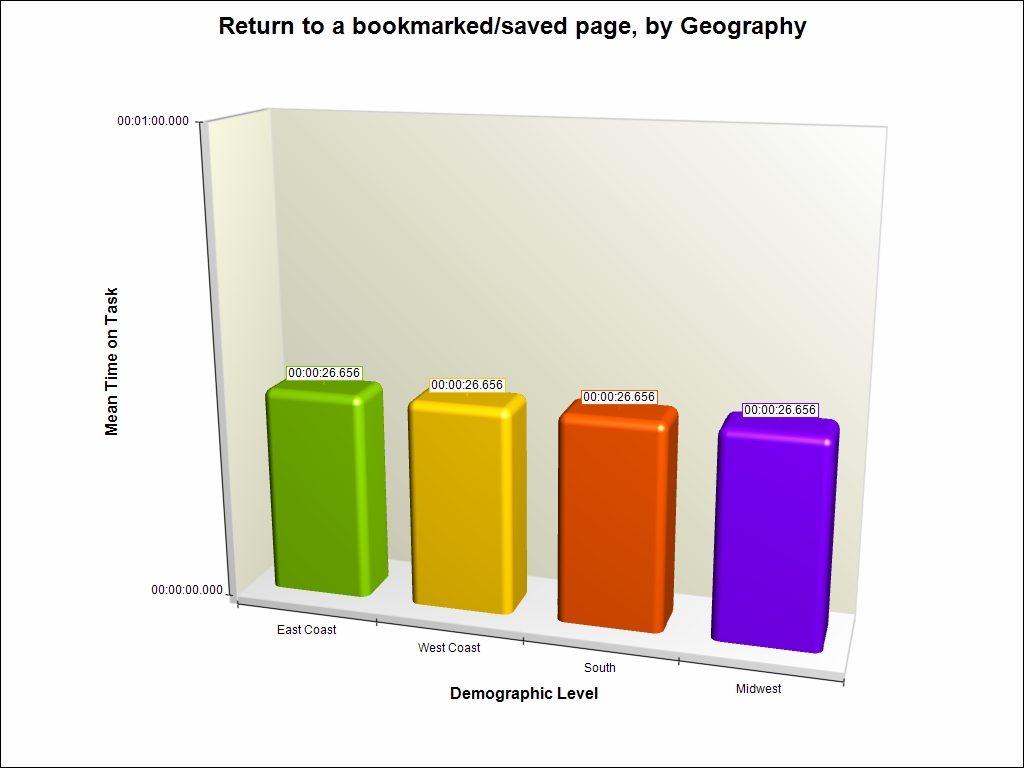 Return to a bookmarked/saved page, by Geography
00:01:00.000
Mean Time on Task
00:00:26.656
00:00:26.656
00:00:26.656
00:00:26.656
00:00:00.000
East Coast
West Coast
South
Midwest
Demographic Level